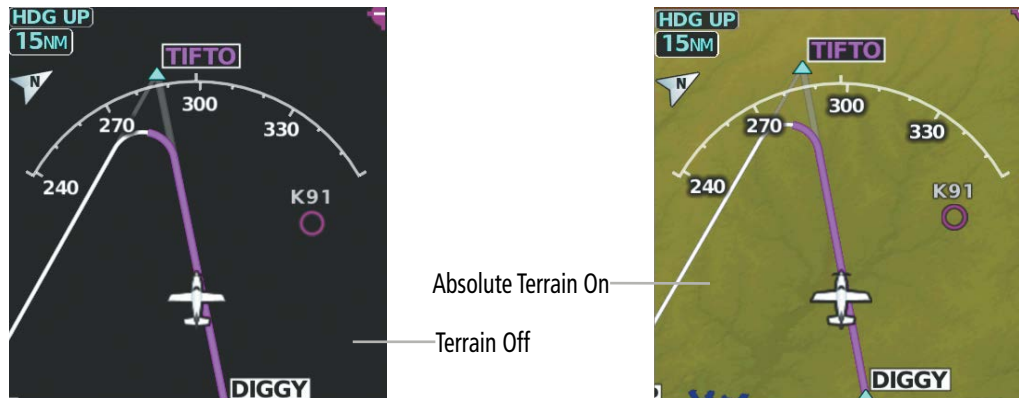 HDG UP
15NM
N
TIFTO
300
270
330
240
K91
DIGGY
Absolute Terrain On
Terrain Off
HDG UP
15NM
N
TIFTO
300
270
330
240
K91
DIGGY